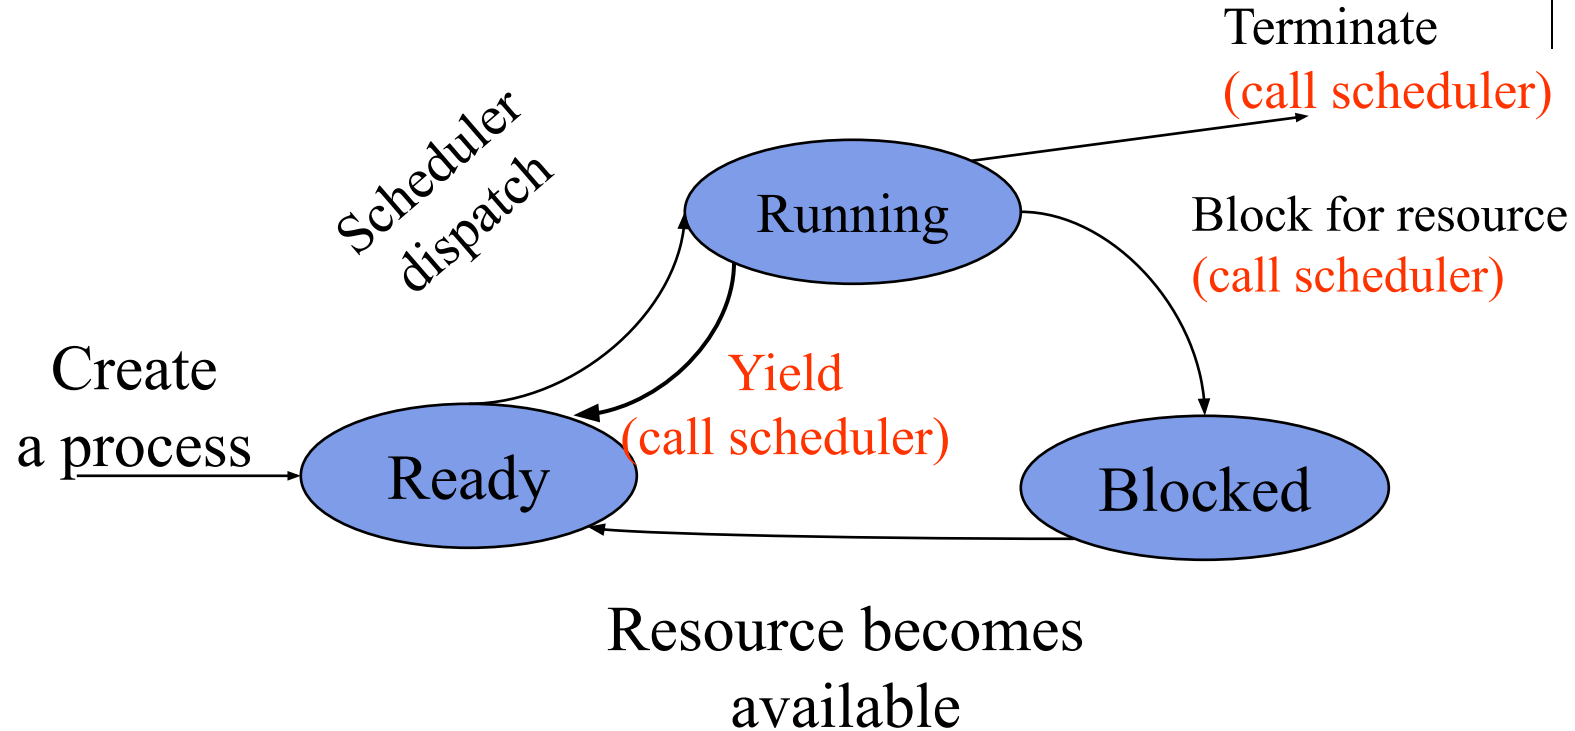 Terminate
(call scheduler)
Scheduler
dispatch
Running
Block for resource
(call scheduler)
Create
a process
Yield
(call scheduler)
Ready
Blocked
Resource becomes
available